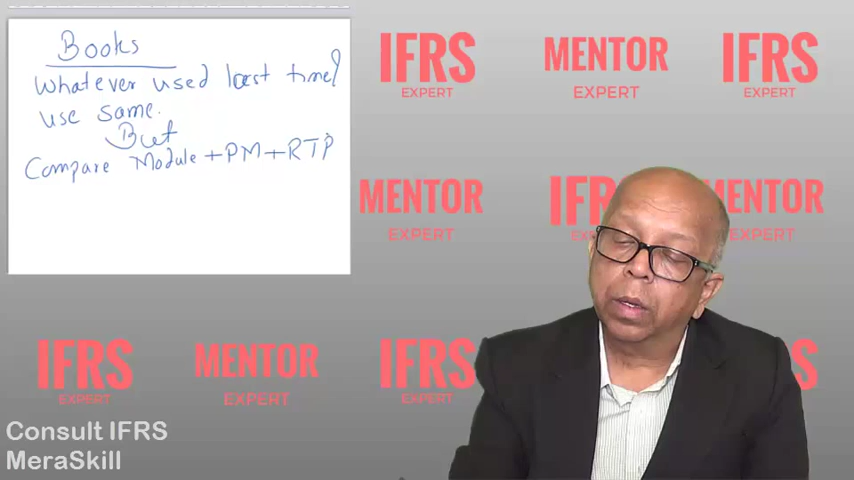 Books
Whatever used last time?
use same.
But
Compare Module + PM + RTP
IFRS
EXPERT
MENTOR
EXPERT
IFRS
EXPERT
MENTOR
EXPERT
IFRS
MENTOR
EXPERT
IFRS
EXPERT
MENTOR
EXPERT
IFRS
EXPERT
Consult IFRS
MeraSkill